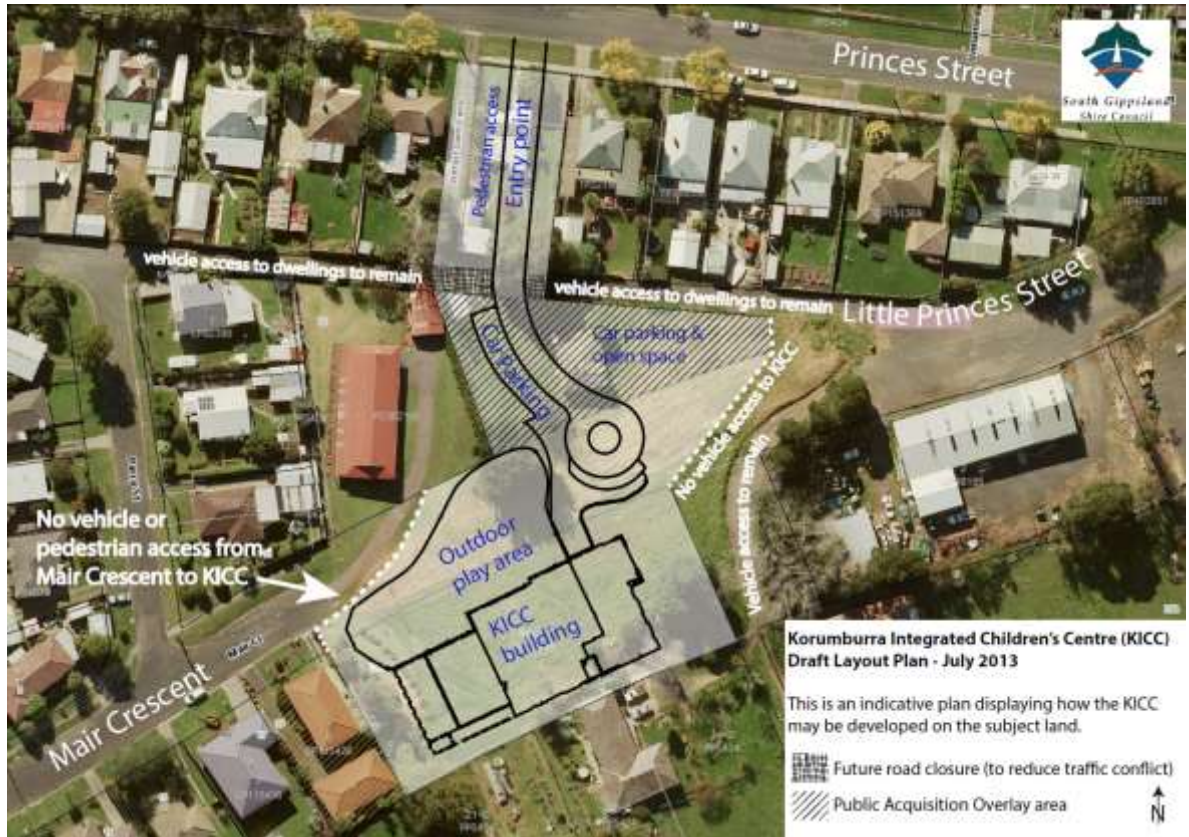 Princes Street
South Gippsland
Shire Council
Pedestrian access
Entry point
vehicle access to dwellings to remain
vehicle access to dwellings to remain
Little Princes Street
Car Parking
Car parking &
open space
No vehicle access to KICC
vehicle access to remain
No vehicle or
pedestrian access from
Mair Crescent to KICC
Outdoor
play area
KICC
building
Mair Crescent
Korumburra Integrated Children's Centre (KICC)
Draft Layout Plan - July 2013
This is an indicative plan displaying how the KICC
may be developed on the subject land.
Future road closure (to reduce traffic conflict)
Public Acquisition Overlay area
N